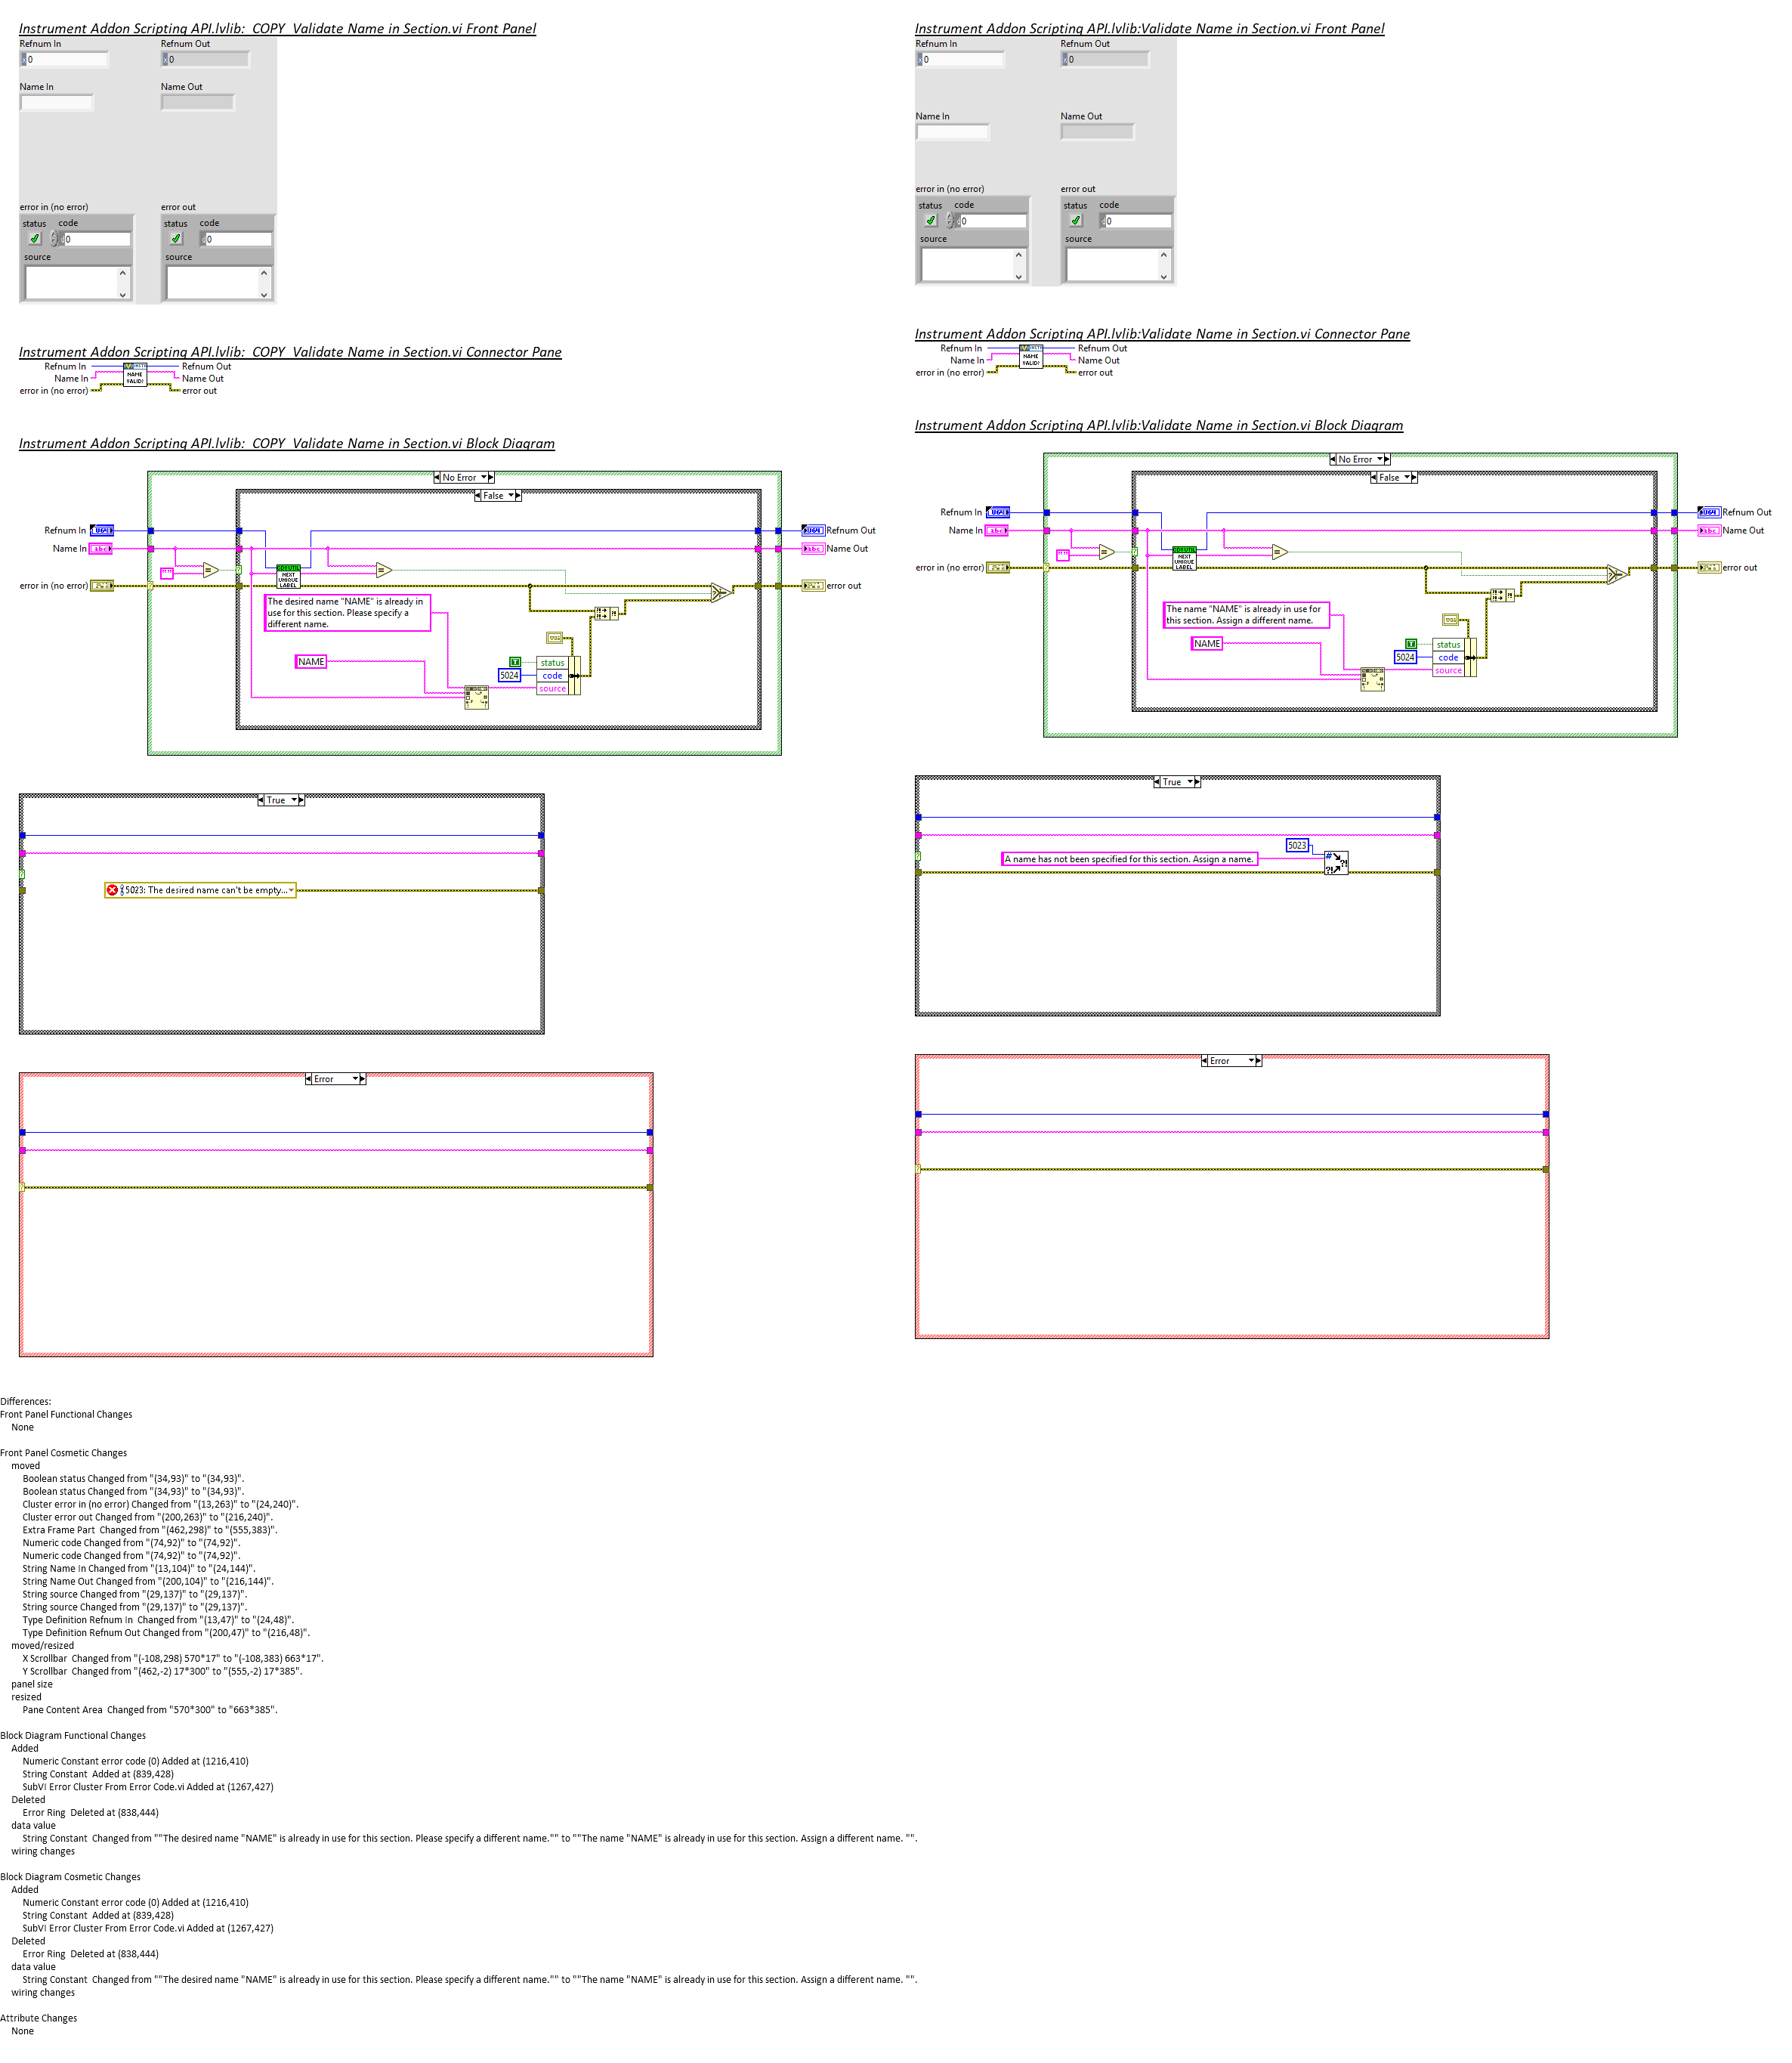 Instrument Addon Scripting API.lvlib:_COPY_Validate Name in Section.vi Front Panel
Refnum In
Refnum Out
0
0
Name In
Name Out
error in (no error)
error out
status code
status code
0
0
source
source
Instrument Addon Scripting API.lvlib:_COPY_Validate Name in Section.vi Connector Pane
Refnum In
Refnum Out
NAME
VALID?
Name In
Name Out
error in (no error)
error out
Instrument Addon Scripting API.lvlib:_COPY_Validate Name in Section.vi Block Diagram
No Error
False
Refnum In
Refnum Out
Name In
abc
abc
Name Out
error in (no error)
error out
NEXT
UNIQUE
LABEL
The desired name "NAME" is already in
use for this section. Please specify a
different name.
NAME
T
status
5024
code
source
True
5023: The desired name can't be empty...
Error
Instrument Addon Scripting API.lvlib:Validate Name in Section.vi Front Panel
Refnum In
Refnum Out
0
0
Name In
Name Out
error in (no error)
error out
status code
status code
0
0
source
source
Instrument Addon Scripting API.lvlib:Validate Name in Section.vi Connector Pane
Refnum In
Refnum Out
NAME
VALID?
Name In
Name Out
error in (no error)
error out
Instrument Addon Scripting API.lvlib:Validate Name in Section.vi Block Diagram
No Error
False
Refnum In
Refnum Out
Name In
abc
abc
Name Out
error in (no error)
error out
NEXT
UNIQUE
LABEL
The name "NAME" is already in use for
this section. Assign a different name.
NAME
T
status
5024
code
source
True
5023
A name has not been specified for this section. Assign a name.
Error
Differences:
Front Panel Functional Changes
None
Front Panel Cosmetic Changes
moved
Boolean status Changed from "(34,93)" to "(34,93)".
Boolean status Changed from "(34,93)" to "(34,93)".
Cluster error in (no error) Changed from "(13,263)" to "(24,240)".
Cluster error out Changed from "(200,263)" to "(216,240)".
Extra Frame Part  Changed from "(462,298)" to "(555,383)".
Numeric code Changed from "(74,92)" to "(74,92)".
Numeric code Changed from "(74,92)" to "(74,92)".
String Name In Changed from "(13,104)" to "(24,144)".
String Name Out Changed from "(200,104)" to "(216,144)".
String source Changed from "(29,137)" to "(29,137)".
String source Changed from "(29,137)" to "(29,137)".
Type Definition Refnum In  Changed from "(13,47)" to "(24,48)".
Type Definition Refnum Out Changed from "(200,47)" to "(216,48)".
moved/resized
X Scrollbar  Changed from "(-108,298) 570*17" to "(-108,383) 663*17".
Y Scrollbar  Changed from "(462,-2) 17*300" to "(555,-2) 17*385".
panel size
resized
Pane Content Area  Changed from "570*300" to "663*385".
Block Diagram Functional Changes
Added
Numeric Constant error code (0) Added at (1216,410)
String Constant  Added at (839,428)
SubVI Error Cluster From Error Code.vi Added at (1267,427)
Deleted
Error Ring  Deleted at (838,444)
data value
String Constant  Changed from ""The desired name "NAME" is already in use for this section. Please specify a different name."" to ""The name "NAME" is already in use for this section. Assign a different name. "".
wiring changes
Block Diagram Cosmetic Changes
Added
Numeric Constant error code (0) Added at (1216,410)
String Constant  Added at (839,428)
SubVI Error Cluster From Error Code.vi Added at (1267,427)
Deleted
Error Ring  Deleted at (838,444)
data value
String Constant  Changed from ""The desired name "NAME" is already in use for this section. Please specify a different name."" to ""The name "NAME" is already in use for this section. Assign a different name. "".
wiring changes
Attribute Changes
None